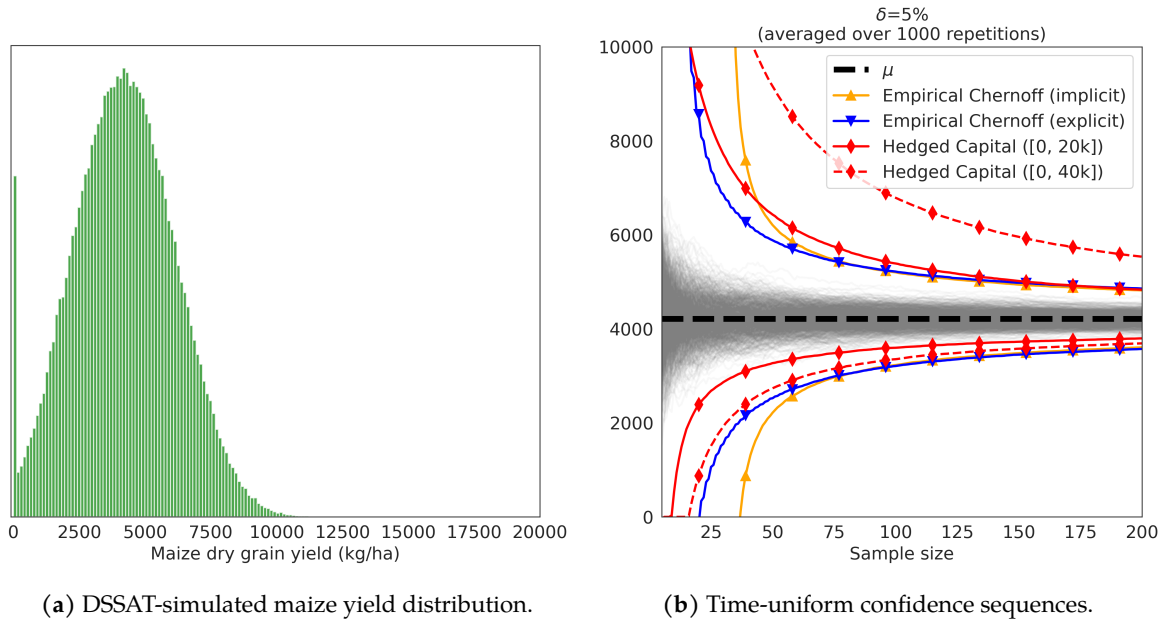 0 2500 5000 7500 10000 12500 15000 17500 20000
Maize dry grain yield (kg/ha)
(a) DSSAT-simulated maize yield distribution.
δ=5%
(averaged over 1000 repetitions)
10000
8000
6000
4000
2000
0
μ
Empirical Chernoff (implicit)
Empirical Chernoff (explicit)
Hedged Capital ([0, 20k])
Hedged Capital ([0, 40k])
25 50 75 100 125 150 175 200
Sample size
(b) Time-uniform confidence sequences.